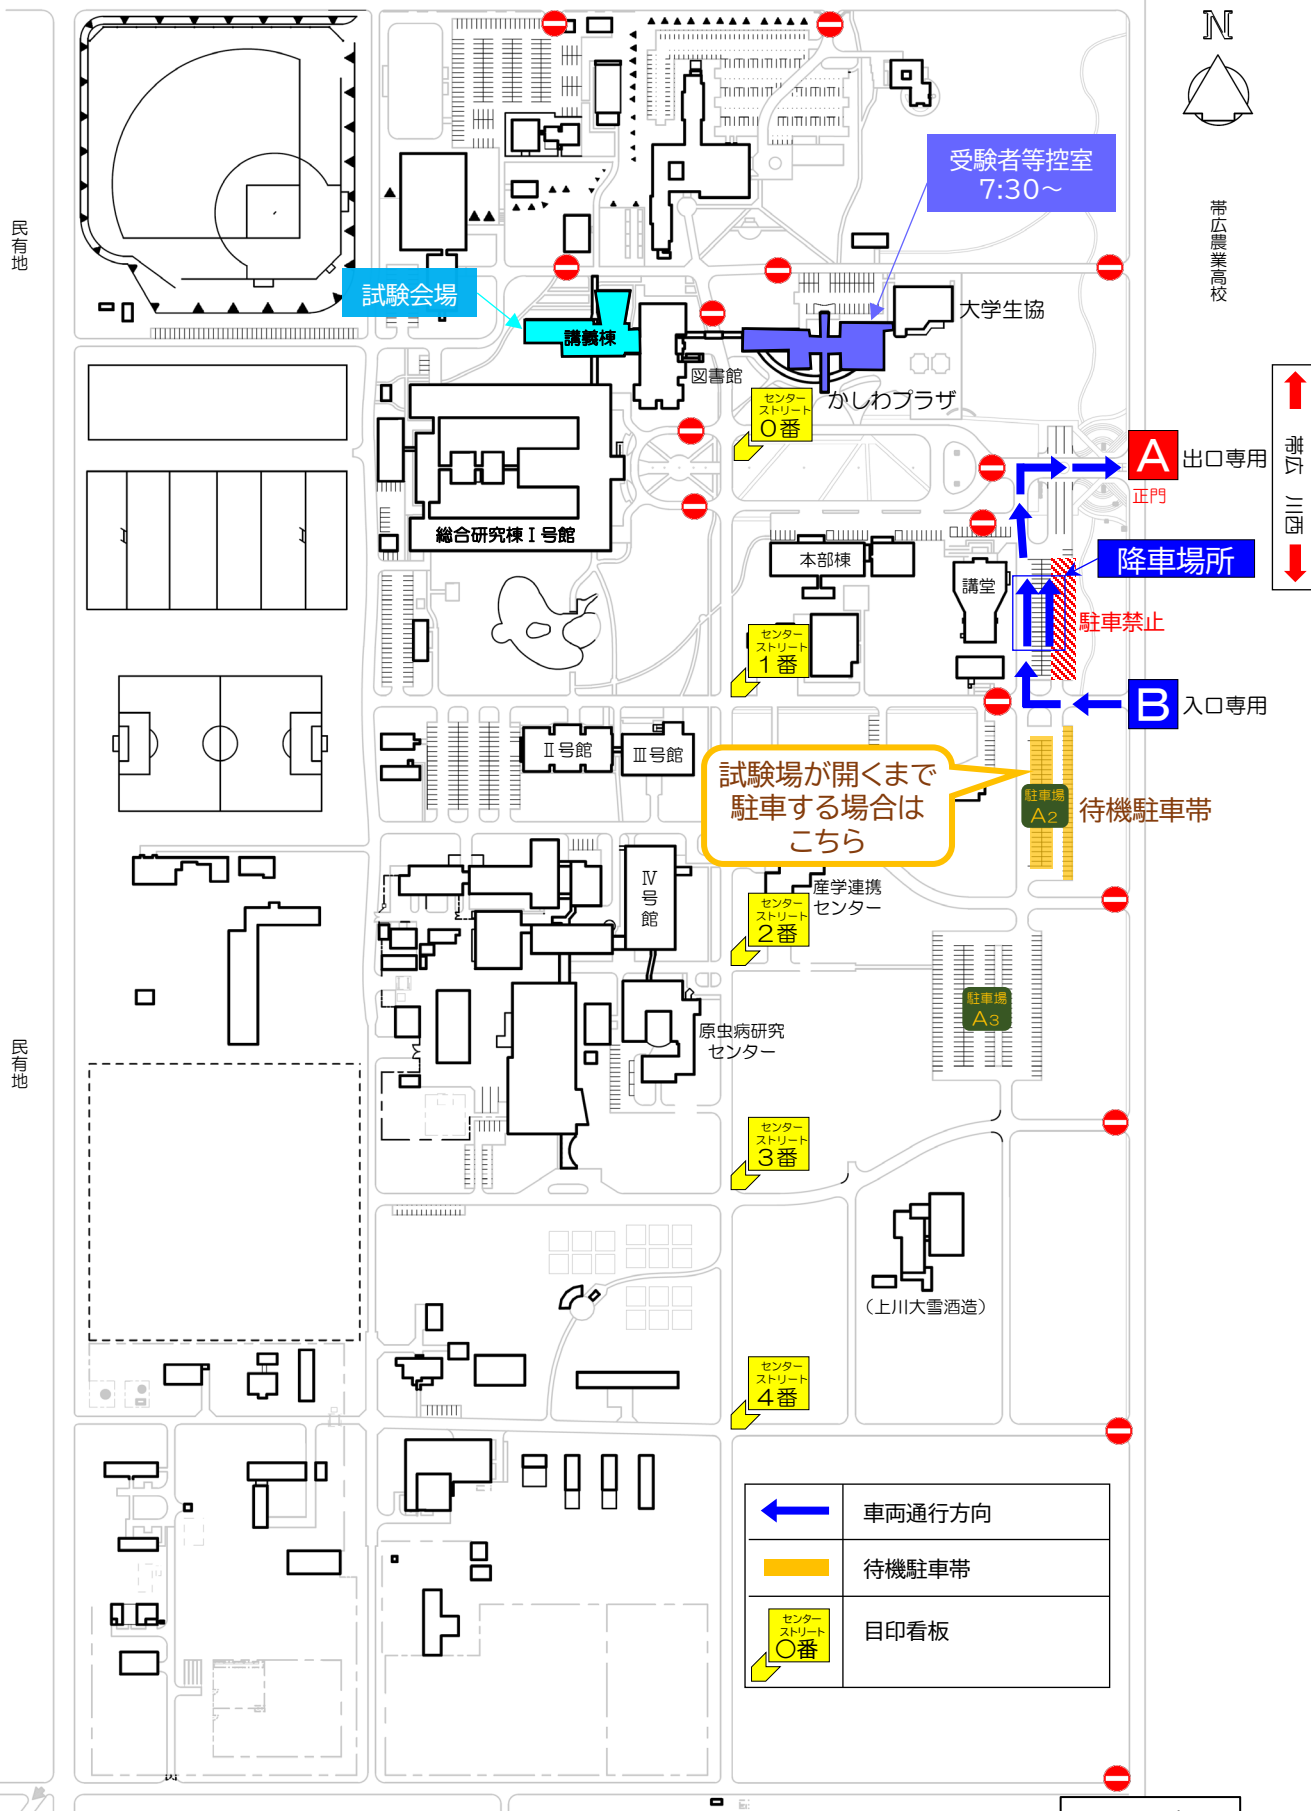 N
受験者等控室
7:30～
民有地
帯広農業高校
試験会場
講義棟
大学生協
図書館
かしわプラザ
センター
ストリート
0番
A
出口専用
正門
帯広
川西
総合研究棟Ⅰ号館
本部棟
講堂
降車場所
駐車禁止
センター
ストリート
1番
B
入口専用
Ⅱ号館
Ⅲ号館
試験場が開くまで
駐車する場合は
こちら
駐車場
A2
待機駐車帯
Ⅳ号館
産学連携
センター
センター
ストリート
2番
駐車場
A3
原虫病研究
センター
民有地
センター
ストリート
3番
（上川大雪酒造）
センター
ストリート
4番
車両通行方向
待機駐車帯
センター
ストリート
〇番
目印看板